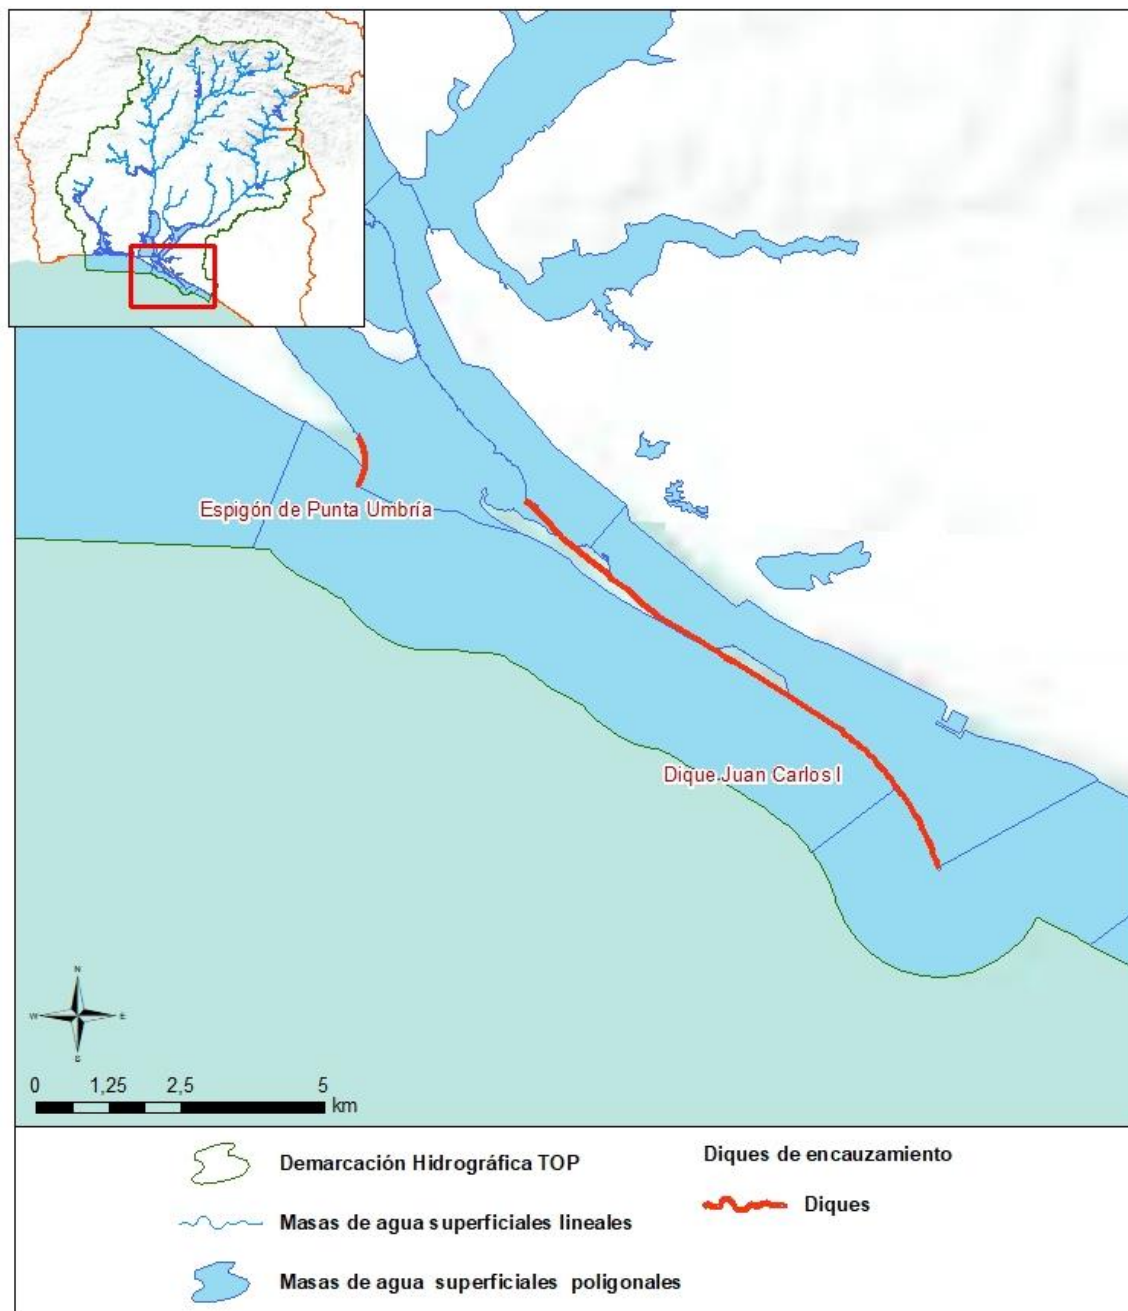 Espigón de Punta Umbría
Dique Juan Carlos I
N
W E
S
0 1,25 2,5 5
km
Demarcación Hidrográfica TOP
Masas de agua superficiales lineales
Masas de agua superficiales poligonales
Diques de encauzamiento
Diques